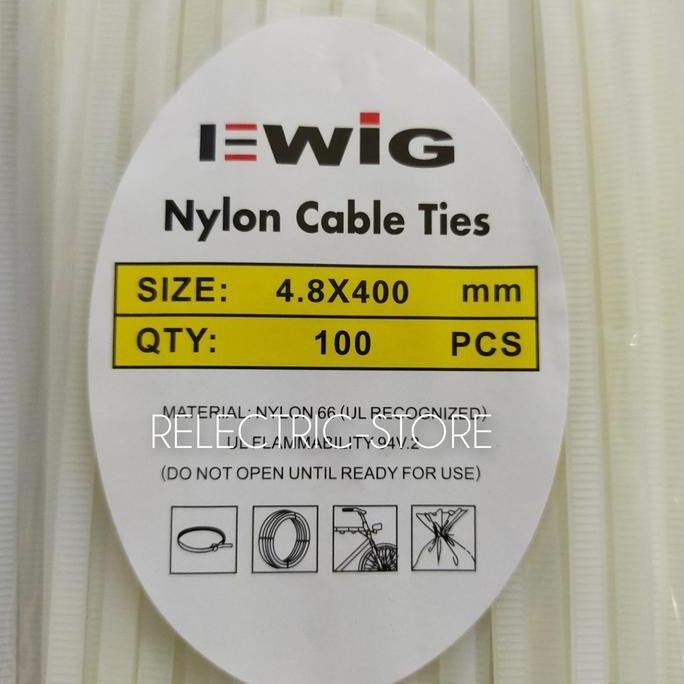 EWIG
Nylon Cable Ties
SIZE: 4.8X400 mm
QTY: 100 PCS
MATERIAL: NYLON 66 (UL RECOGNIZED)
RELECTRIC-STORE
UL FLAMMABILITY 94V.2
(DO NOT OPEN UNTIL READY FOR USE)